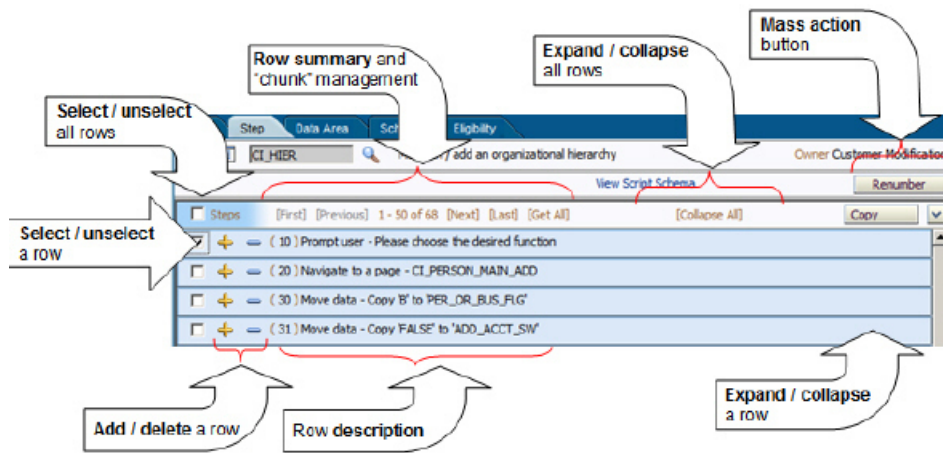 Mass action
button
Row summary and
"chunk" management
Expand / collapse
all rows
Select / unselect
all rows
Step Data Area Eligibility
CI_HIER add an organizational hierarchy Owner Customer Modification
View Script Schema Renumber
Steps [First] [Previous] 1 - 50 of 68 [Next] [Last] [Get All] [Collapse All] Copy
Select / unselect
a row
( 10 ) Prompt user - Please choose the desired function
( 20 ) Navigate to a page - CI_PERSON_MAIN_ADD
( 30 ) Move data - Copy 'B' to 'PER_OR_BUS_FLG'
( 31 ) Move data - Copy 'FALSE' to 'ADD_ACCT_SW'
Expand / collapse
a row
Add / delete a row
Row description